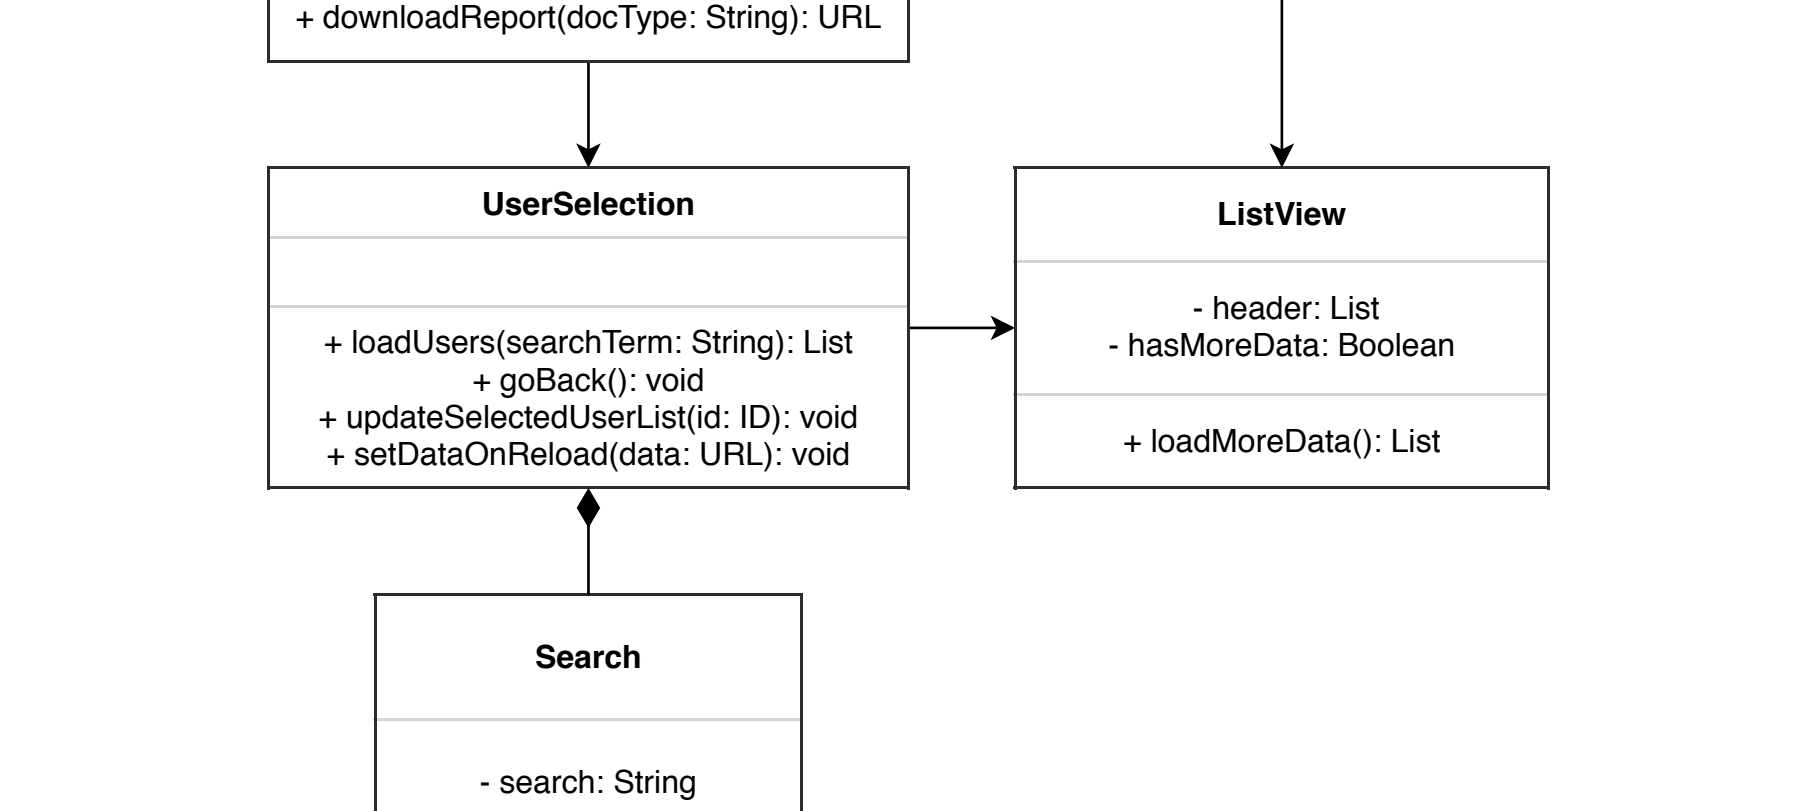 + downloadReport(docType: String): URL
UserSelection
+ loadUsers(searchTerm: String): List
+ goBack(): void
+ updateSelectedUserList(id: ID): void
+ setDataOnReload(data: URL): void
ListView
- header: List
- hasMoreData: Boolean
+ loadMoreData(): List
Search
- search: String